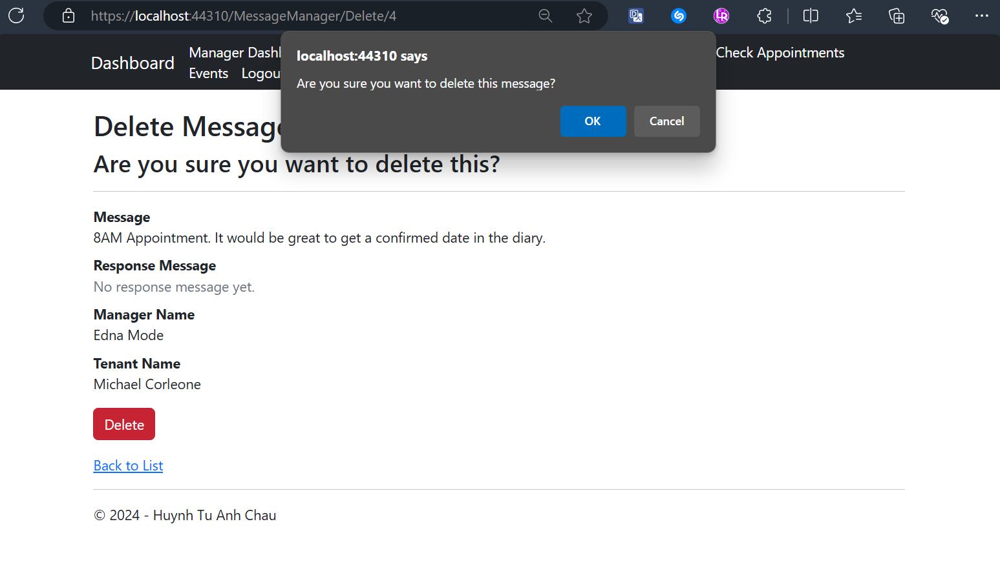 https://localhost:44310/MessageManager/Delete/4
localhost:44310 says
Are you sure you want to delete this message?
OK Cancel
Dashboard
Manager Check Appointments
Events
Delete
Are you sure you want to delete this?
Message
8AM Appointment. It would be great to get a confirmed date in the diary.
Response Message
No response message yet.
Manager Name
Edna Mode
Tenant Name
Michael Corleone
Delete
Back to List
© 2024 - Huynh Tu Anh Chau